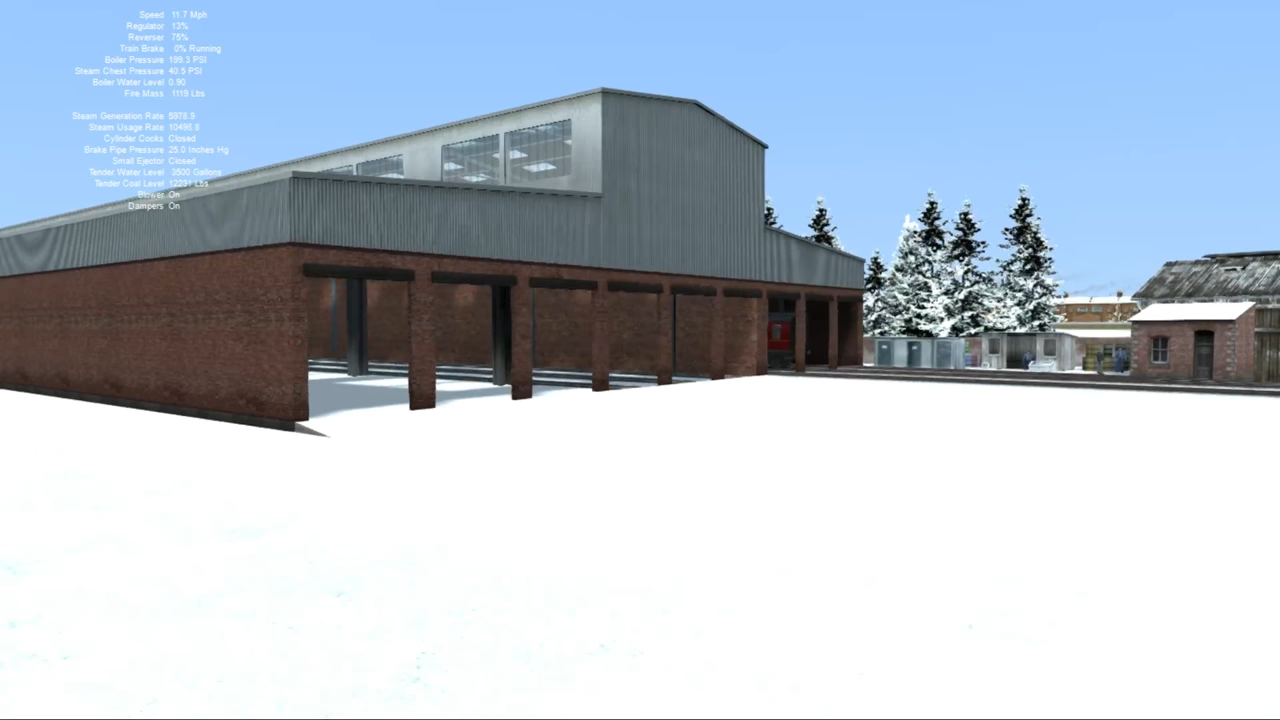 Speed 11.7 Mph
Regulator 13%
Reverser 75%
Train Brake 0% Running
Boiler Pressure 199.3 PSI
Steam Chest Pressure 40.5 PSI
Boiler Water Level 0.90
Fire Mass 1119 Lbs
Steam Generation Rate 5978.9
Steam Usage Rate 10498.8
Cylinder Cocks Closed
Brake Pipe Pressure 25.0 Inches Hg
Small Ejector Closed
Tender Water Level 3500 Gallons
Tender Coal Level 12231 Lbs
Blower On
Dampers On